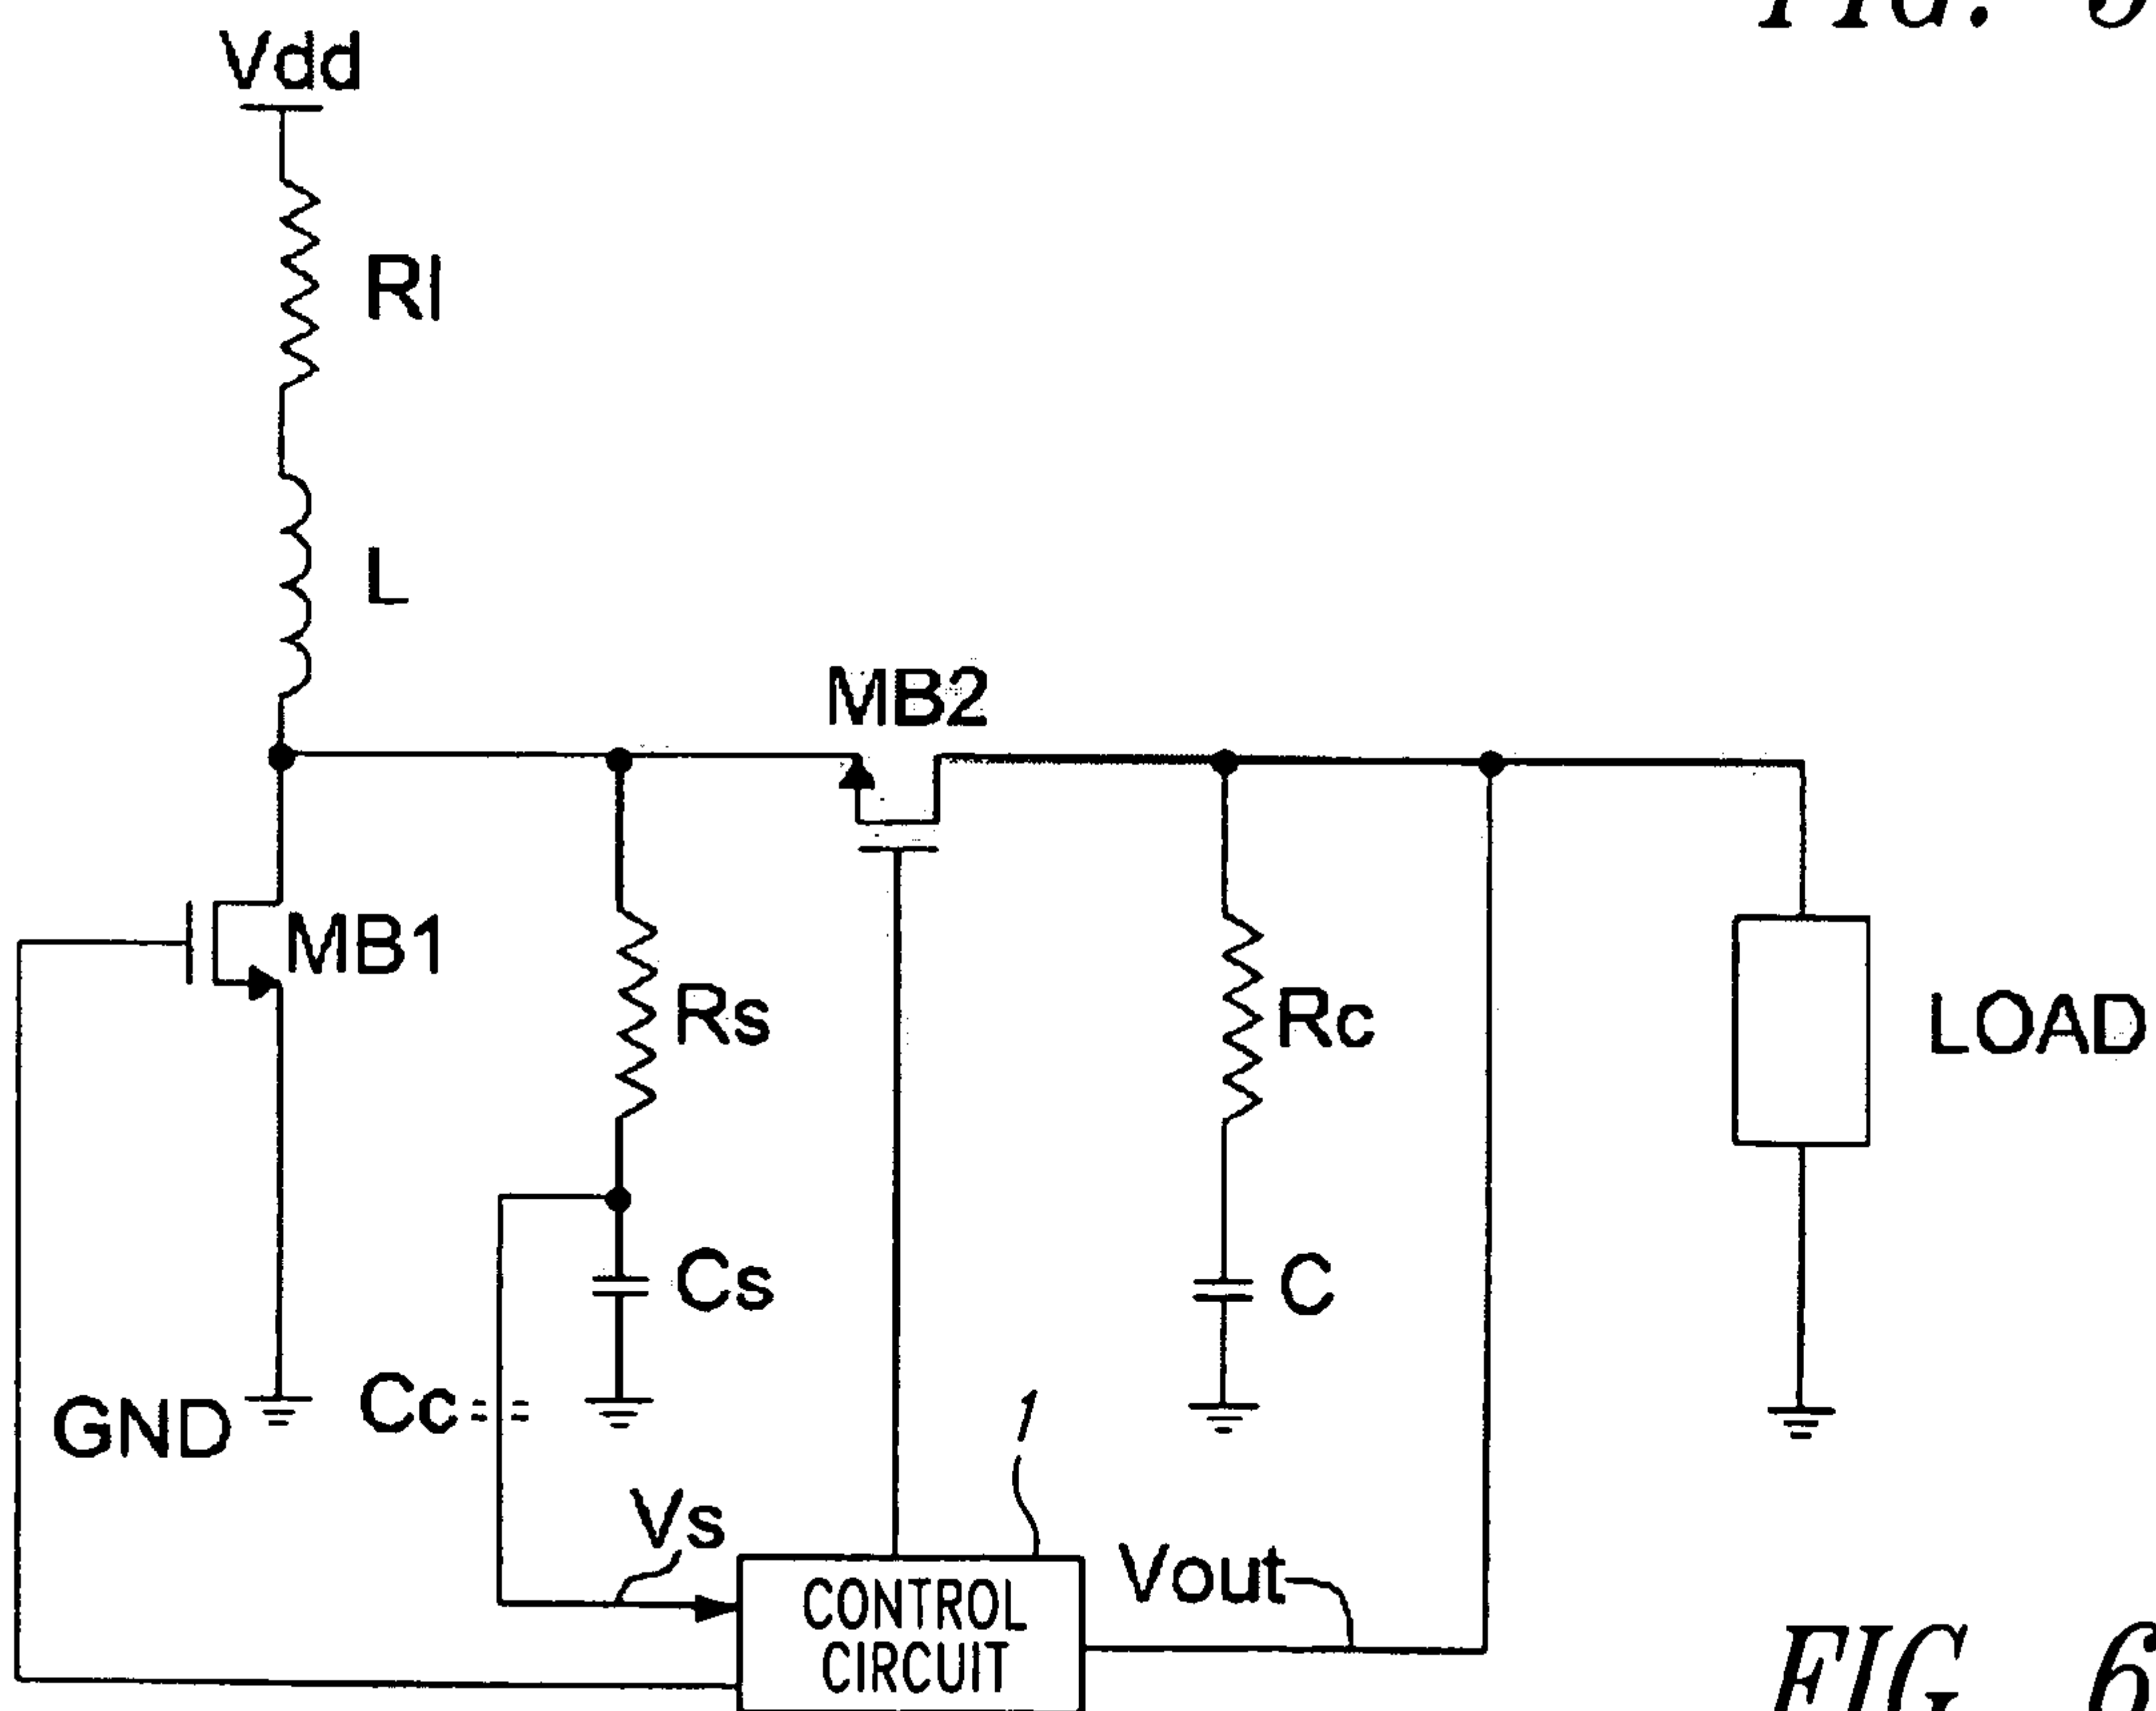 Vdd
Rl
L
MB2
MB1
Rs
Rc
LOAD
Cs
C
GND
Cc
1
Vs
Vout
CONTROL
CIRCUIT
FIG. 6